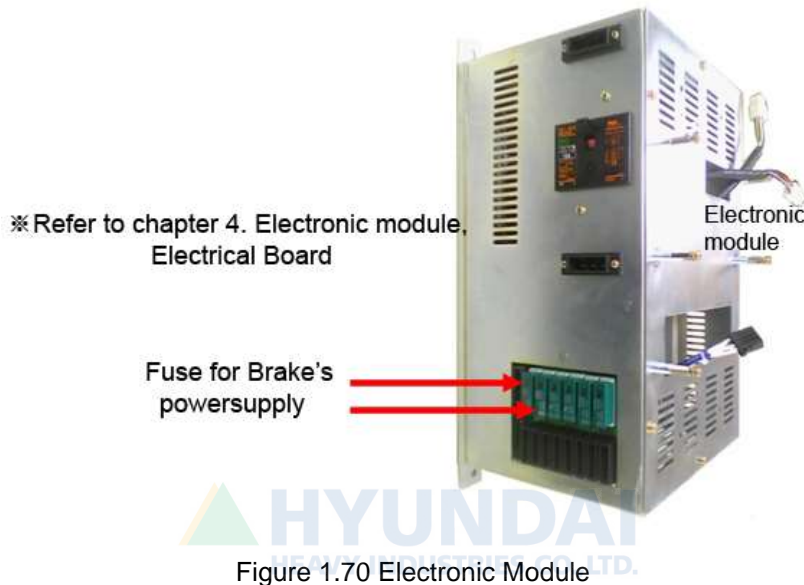 ※Refer to chapter 4. Electronic module,
Electrical Board
Electronic
module
Fuse for Brake's
powersupply
HYUNDAI
HEAVY INDUSTRIES CO., LTD.
Figure 1.70 Electronic Module